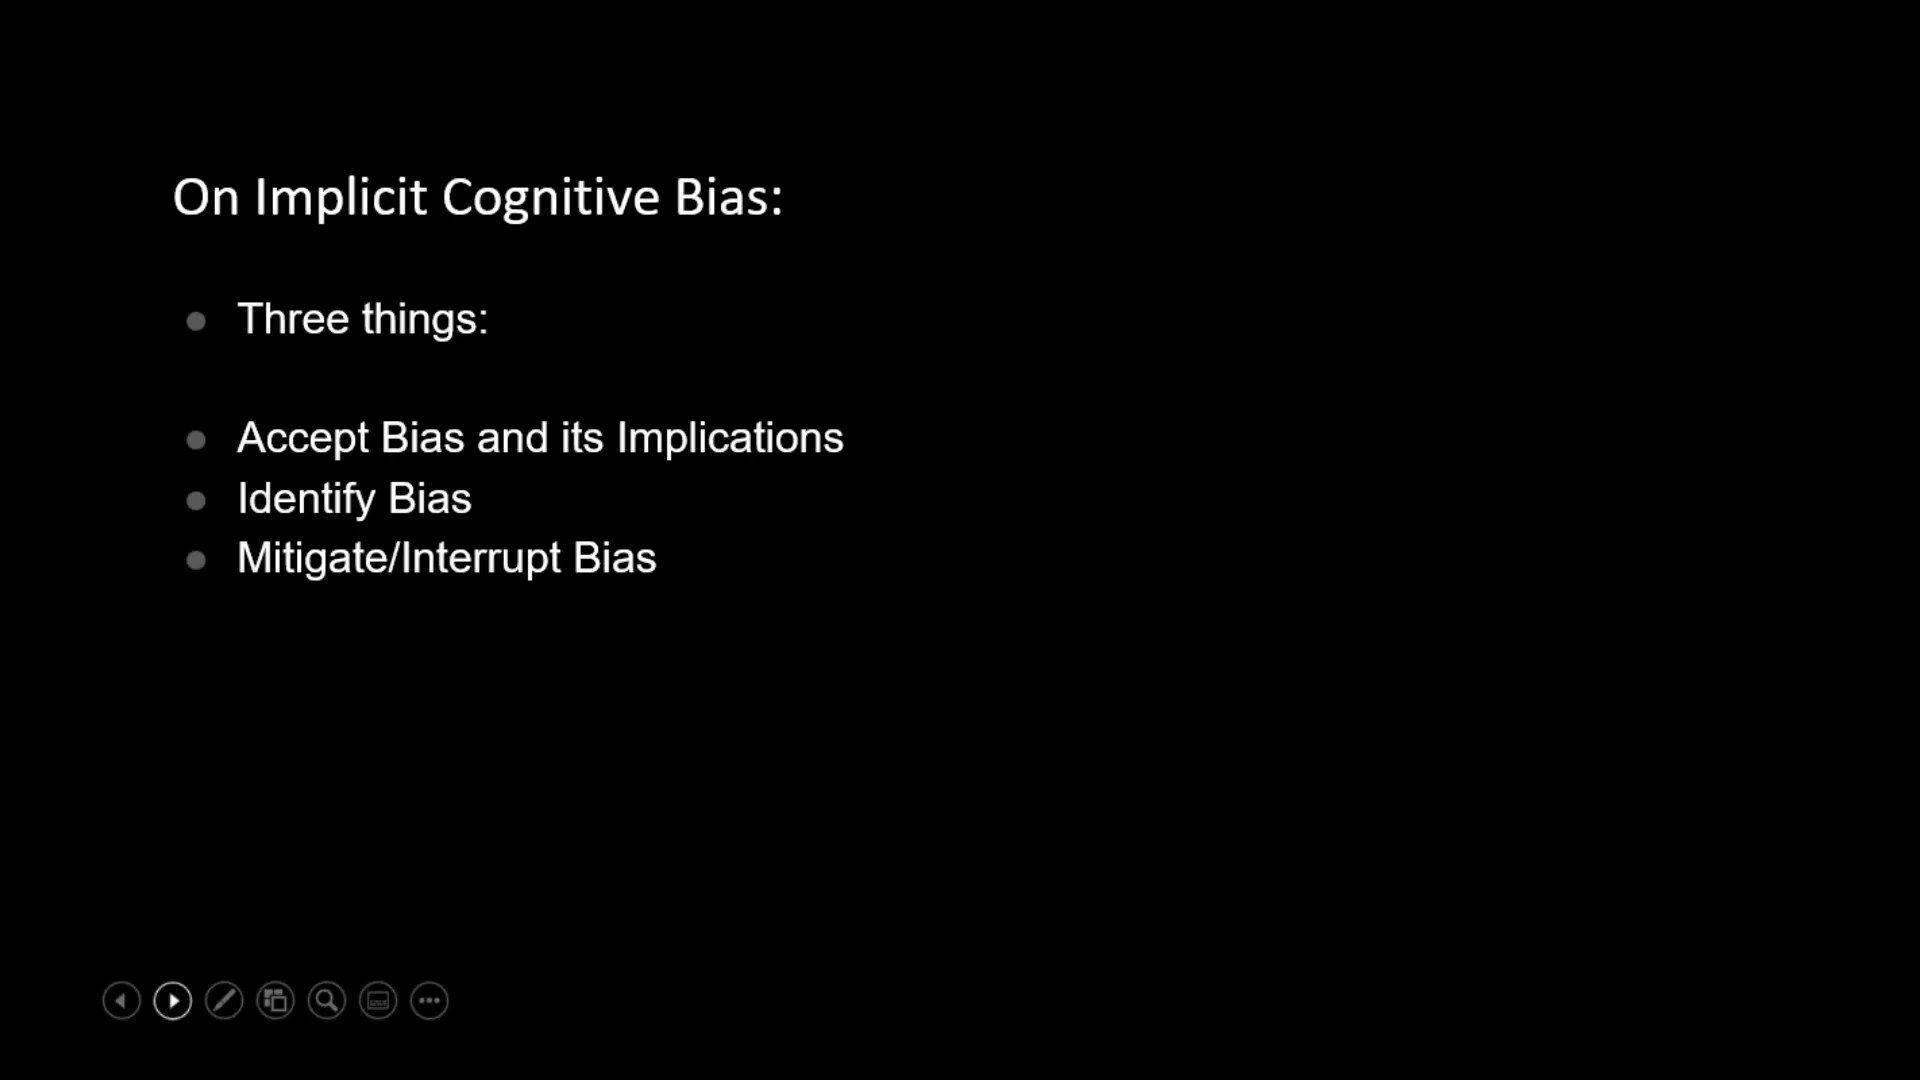 On Implicit Cognitive Bias:
Three things:
Accept Bias and its Implications
Identify Bias
Mitigate/Interrupt Bias